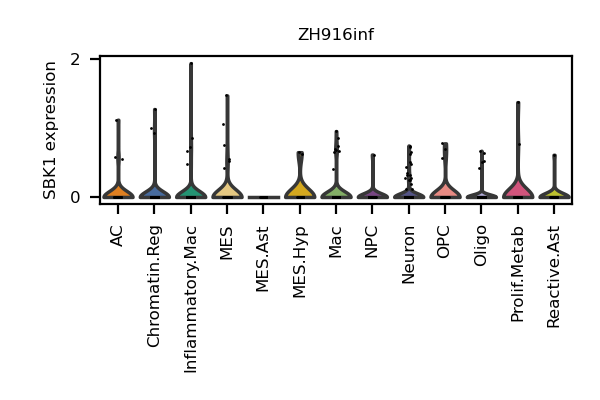 ZH916inf
SBK1 expression
2
0
AC
Chromatin.Reg
Inflammatory.Mac
MES
MES.Ast
MES.Hyp
Mac
NPC
Neuron
OPC
Oligo
Prolif.Metab
Reactive.Ast